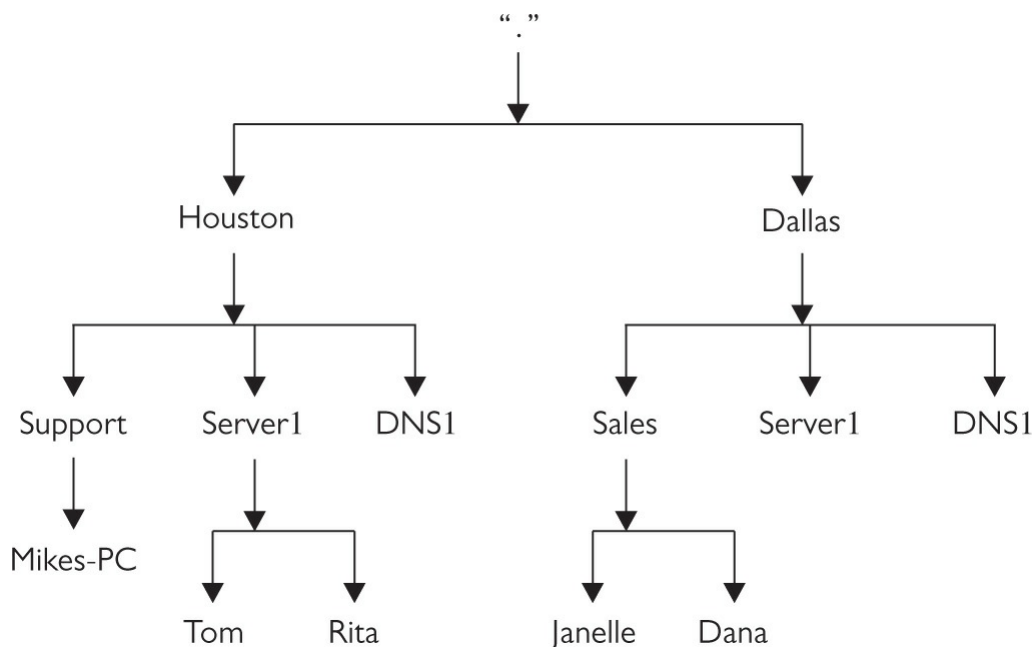 “.”
Houston Dallas
Support Server1 DNS1 Sales Server1 DNS1
Mikes-PC
Tom Rita Janelle Dana